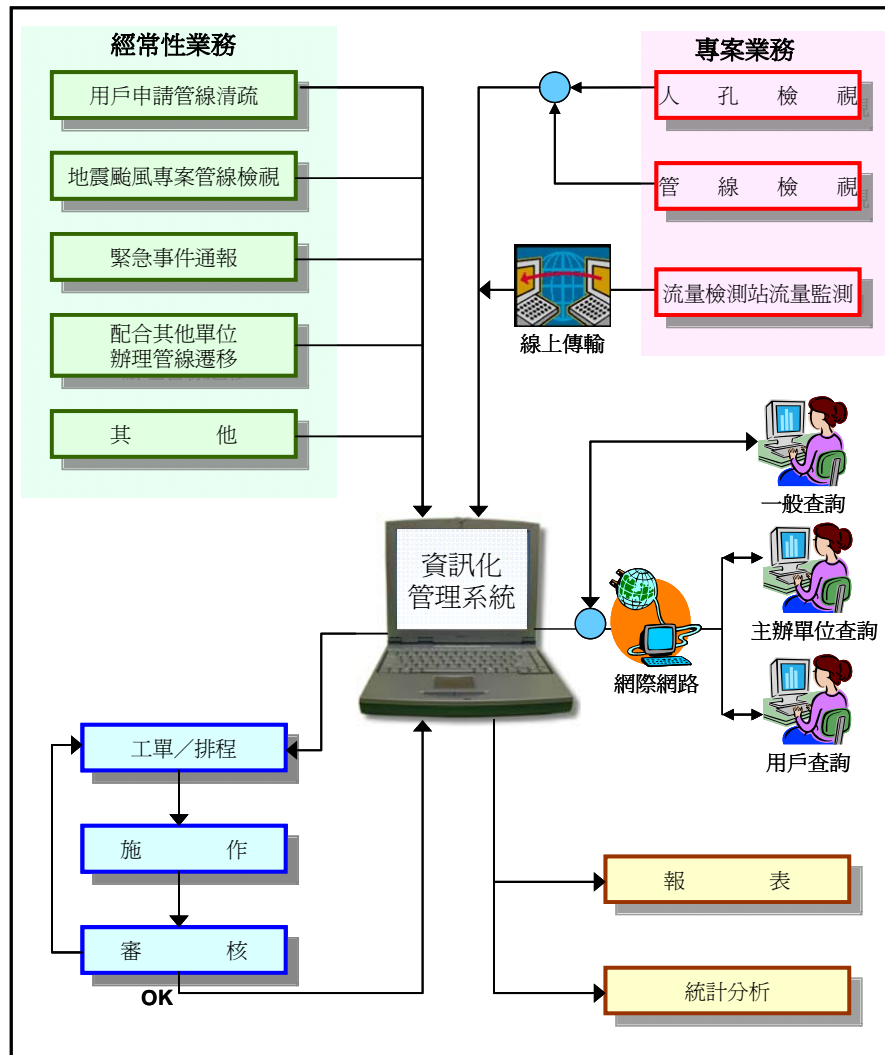 經常性業務
用戶申請管線清疏
地震颱風專案管線檢視
緊急事件通報
配合其他單位
辦理管線遷移
其 他
專案業務
人 孔 檢 視
管 線 檢 視
流量檢測站流量監測
線上傳輸
一般查詢
資訊化
管理系統
主辦單位查詢
網際網路
用戶查詢
工單／排程
施 作
審 核
OK
報 表
統計分析